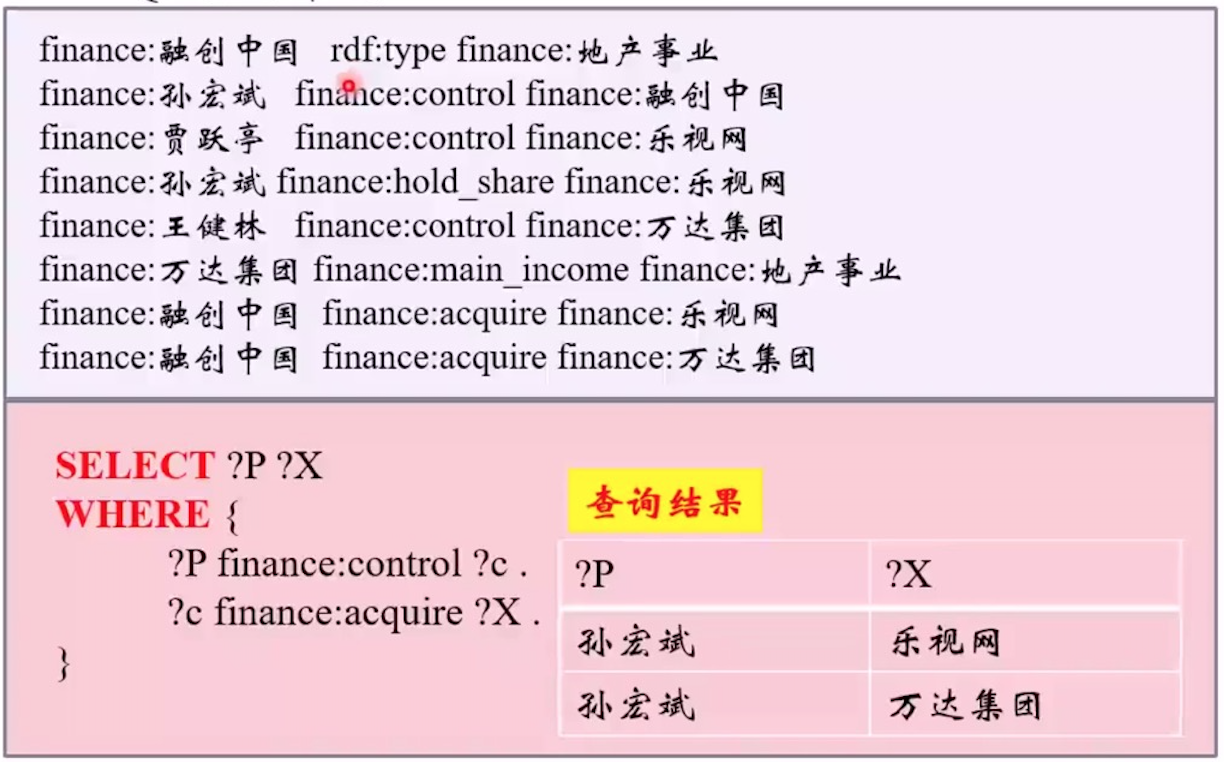 finance:融创中国 rdf:type finance:地产事业
finance:孙宏斌 finance:control finance:融创中国
finance:贾跃亭 finance:control finance:乐视网
finance:孙宏斌 finance:hold_share finance:乐视网
finance:王健林 finance:control finance:万达集团
finance:万达集团 finance:main_income finance:地产事业
finance:融创中国 finance:acquire finance:乐视网
finance:融创中国 finance:acquire finance:万达集团
SELECT ?P ?X
WHERE {
?P finance:control ?c .
?c finance:acquire ?X .
}
查询结果
?P ?X
孙宏斌 乐视网
孙宏斌 万达集团